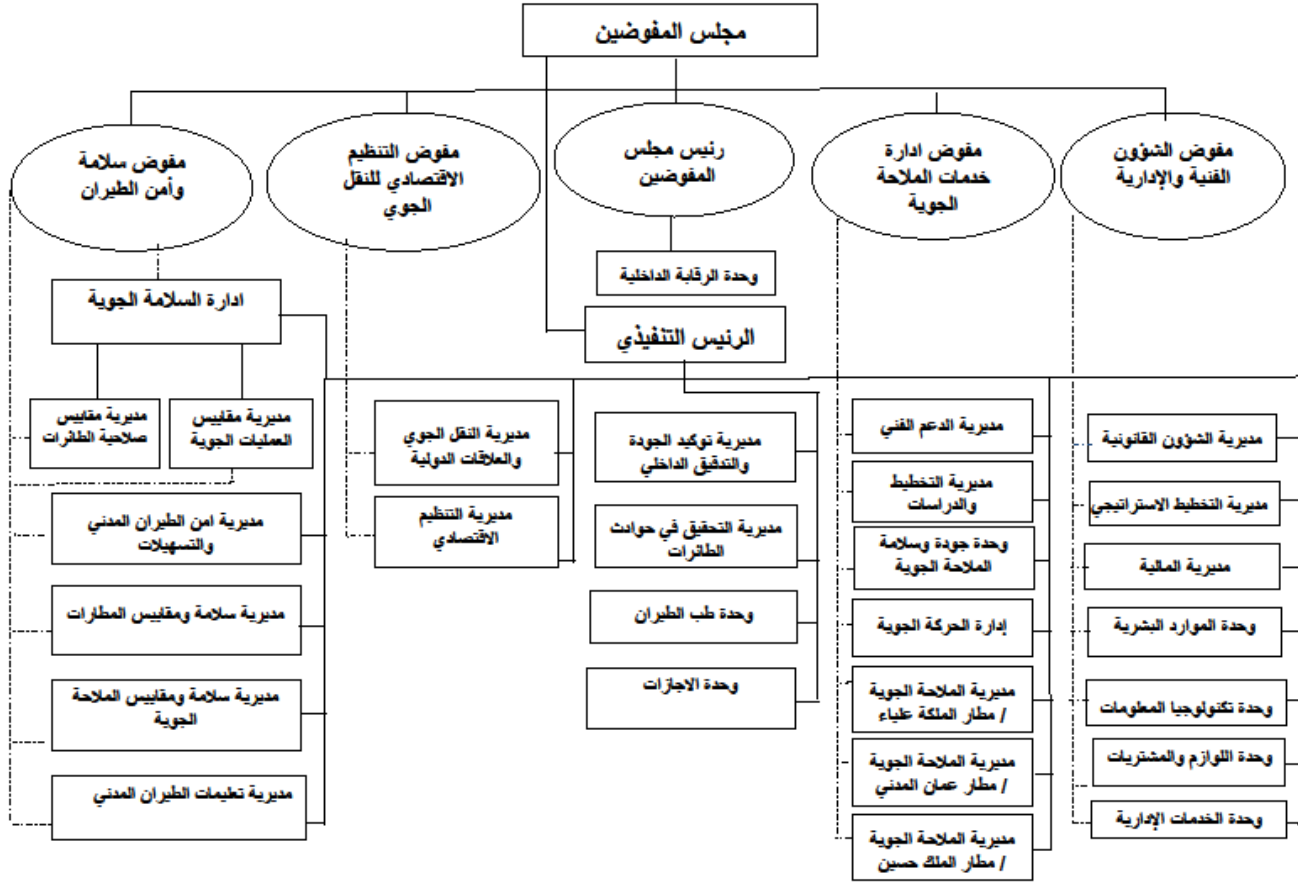 مجلس المفوضين
مفوض الشؤون
الفنية والإدارية
مفوض ادارة
خدمات الملاحة
الجوية
رئيس مجلس
المفوضين
مفوض التنظيم
الاقتصادي للنقل
الجوي
مفوض سلامة
وأمن الطيران
وحدة الرقابة الداخلية
الرئيس التنفيذي
ادارة السلامة الجوية
مديرية مقاييس
العمليات الجوية
مديرية مقاييس
صلاحية الطائرات
مديرية الشؤون القانونية
مديرية التخطيط الاستراتيجي
مديرية المالية
وحدة الموارد البشرية
وحدة تكنولوجيا المعلومات
وحدة اللوازم والمشتريات
وحدة الخدمات الإدارية
مديرية الدعم الفني
مديرية التخطيط
والدراسات
وحدة جودة وسلامة
الملاحة الجوية
إدارة الحركة الجوية
مديرية الملاحة الجوية
/ مطار الملكة علياء
مديرية الملاحة الجوية
/ مطار عمان المدني
مديرية الملاحة الجوية
/ مطار الملك حسين
مديرية توكيد الجودة
والتدقيق الداخلي
مديرية التحقيق في حوادث
الطائرات
وحدة طب الطيران
وحدة الاجازات
مديرية النقل الجوي
والعلاقات الدولية
مديرية التنظيم
الاقتصادي
مديرية امن الطيران المدني
والتسهيلات
مديرية سلامة ومقاييس المطارات
مديرية سلامة ومقاييس الملاحة
الجوية
مديرية تعليمات الطيران المدني